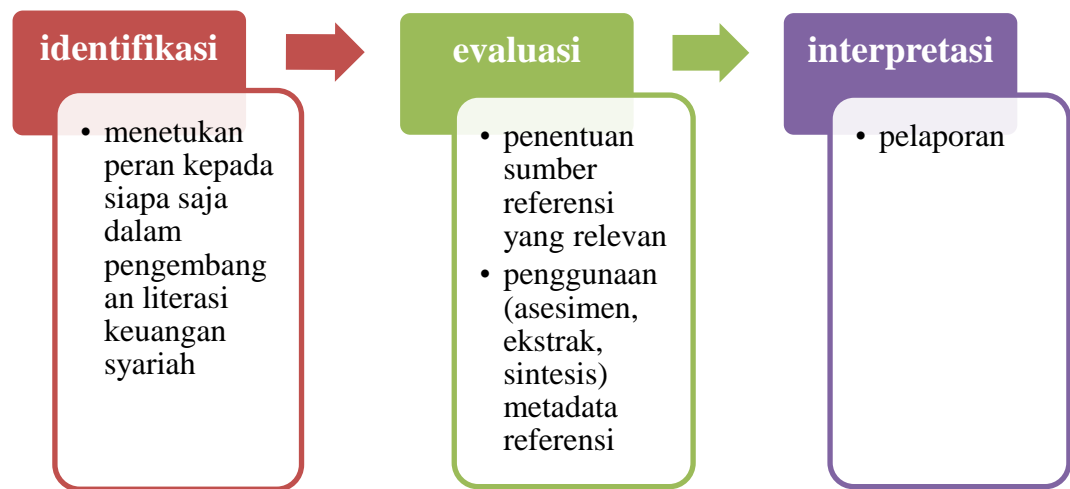 identifikasi
• menetukan
peran kepada
siapa saja
dalam
pengembang
an literasi
keuangan
syariah
evaluasi
• penentuan
sumber
referensi
yang relevan
• penggunaan
(asesimen,
ekstrak,
sintesis)
metadata
referensi
interpretasi
• pelaporan